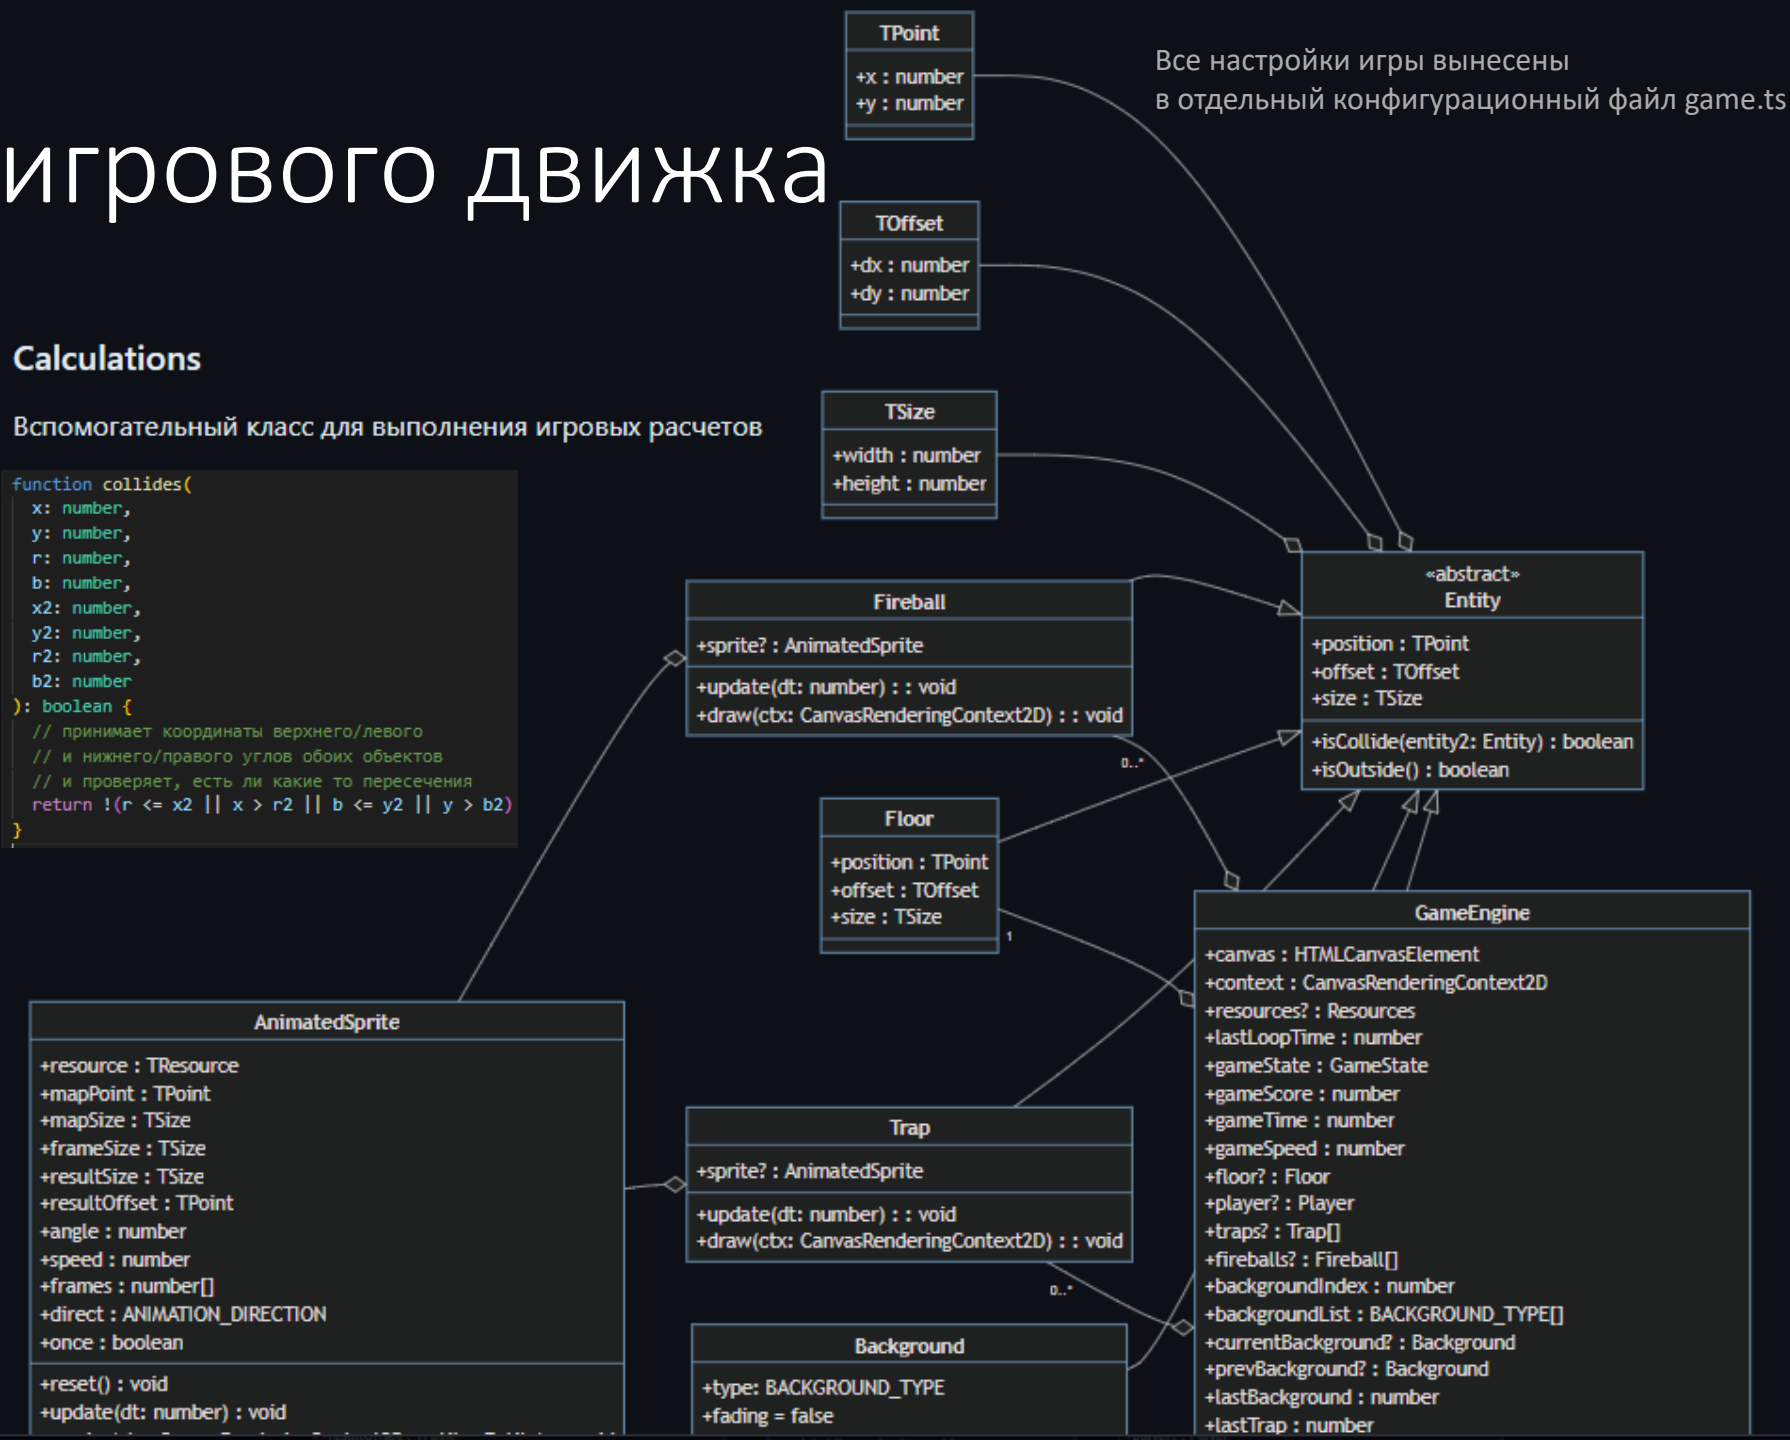 Все настройки игры вынесены
в отдельный конфигурационный файл game.ts
игрового движка
TPoint
+x : number
+y : number
TOffset
+dx : number
+dy : number
Calculations
Вспомогательный класс для выполнения игровых расчетов
function collides(
x: number,
y: number,
r: number,
b: number,
x2: number,
y2: number,
r2: number,
b2: number
): boolean {
// принимает координаты верхнего/левого
// и нижнего/правого углов обоих объектов
// и проверяет, есть ли какие то пересечения
return !(r <= x2 || x > r2 || b <= y2 || y > b2)
}
TSize
+width : number
+height : number
Fireball
+sprite? : AnimatedSprite
+update(dt: number) : : void
+draw(ctx: CanvasRenderingContext2D) : : void
0..*
«abstract»
Entity
+position : TPoint
+offset : TOffset
+size : TSize
+isCollide(entity2: Entity) : boolean
+isOutside() : boolean
Floor
+position : TPoint
+offset : TOffset
+size : TSize
1
AnimatedSprite
+resource : TResource
+mapPoint : TPoint
+mapSize : TSize
+frameSize : TSize
+resultSize : TSize
+resultOffset : TPoint
+angle : number
+speed : number
+frames : number[]
+direct : ANIMATION_DIRECTION
+once : boolean
+reset() : void
+update(dt: number) : void
Trap
+sprite? : AnimatedSprite
+update(dt: number) : : void
+draw(ctx: CanvasRenderingContext2D) : : void
0..*
Background
+type: BACKGROUND_TYPE
+fading = false
GameEngine
+canvas : HTMLCanvasElement
+context : CanvasRenderingContext2D
+resources? : Resources
+lastLoopTime : number
+gameState : GameState
+gameScore : number
+gameTime : number
+gameSpeed : number
+floor? : Floor
+player? : Player
+traps? : Trap[]
+fireballs? : Fireball[]
+backgroundIndex : number
+backgroundList : BACKGROUND_TYPE[]
+currentBackground? : Background
+prevBackground? : Background
+lastBackground : number
+lastTrap : number